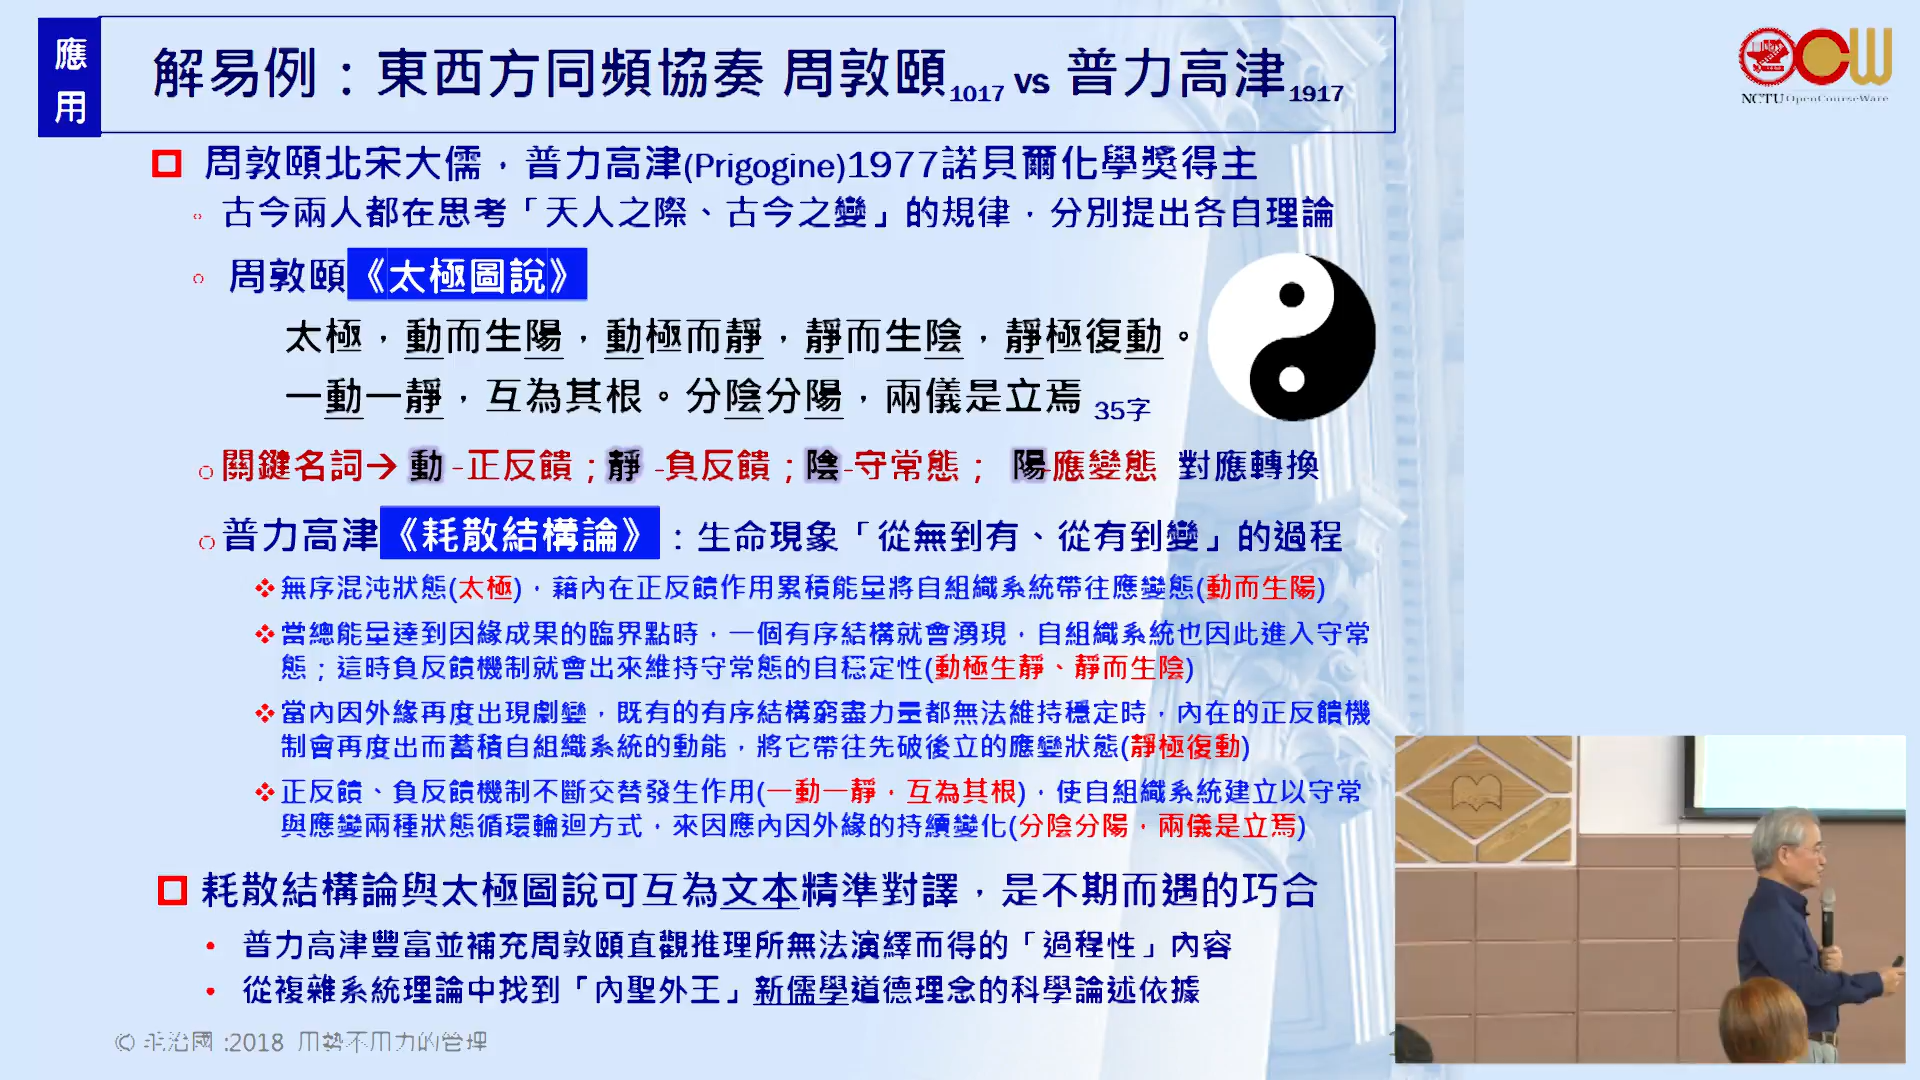 應用
解易例：東西方同頻協奏 周敦頤1017 vs 普力高津1917
NCTU OpenCourseWare
周敦頤北宋大儒，普力高津(Prigogine)1977諾貝爾化學獎得主
古今兩人都在思考「天人之際、古今之變」的規律，分別提出各自理論
周敦頤《太極圖說》
太極，動而生陽，動極而靜，靜而生陰，靜極復動。
一動一靜，互為其根。分陰分陽，兩儀是立焉 35字
關鍵名詞→ 動 -正反饋；靜 -負反饋；陰-守常態； 陽-應變態 對應轉換
普力高津《耗散結構論》：生命現象「從無到有、從有到變」的過程
無序混沌狀態(太極)，藉內在正反饋作用累積能量將自組織系統帶往應變態(動而生陽)
當總能量達到因緣成果的臨界點時，一個有序結構就會湧現，自組織系統也因此進入守常
態；這時負反饋機制就會出來維持守常態的自穩定性(動極生靜、靜而生陰)
當內因外緣再度出現劇變，既有的有序結構窮盡力量都無法維持穩定時，內在的正反饋機
制會再度出而蓄積自組織系統的動能，將它帶往先破後立的應變狀態(靜極復動)
正反饋、負反饋機制不斷交替發生作用(一動一靜，互為其根)，使自組織系統建立以守常
與應變兩種狀態循環輪迴方式，來因應內因外緣的持續變化(分陰分陽，兩儀是立焉)
耗散結構論與太極圖說可互為文本精準對譯，是不期而遇的巧合
普力高津豐富並補充周敦頤直觀推理所無法演繹而得的「過程性」內容
從複雜系統理論中找到「內聖外王」新儒學道德理念的科學論述依據
© 毛治國 :2018 用勢不用力的管理